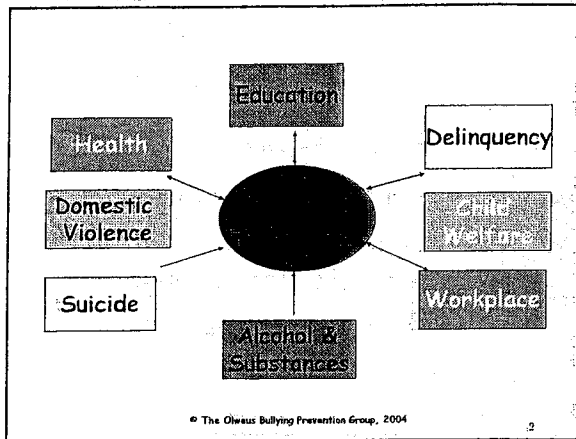 Education
Health
Delinquency
Domestic
Violence
Child
Welfare
Suicide
Workplace
Alcohol &
Substances
© The Olweus Bullying Prevention Group, 2004
2